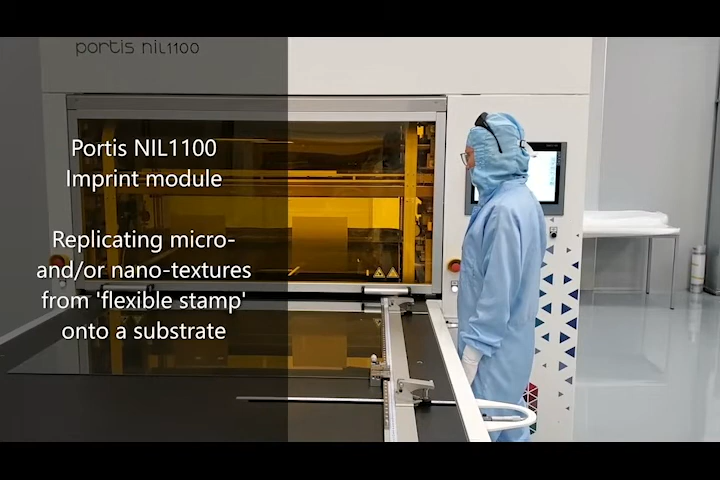 portis nil1100
Portis NIL1100
Imprint module
Replicating micro-
and/or nano-textures
from 'flexible stamp'
onto a substrate